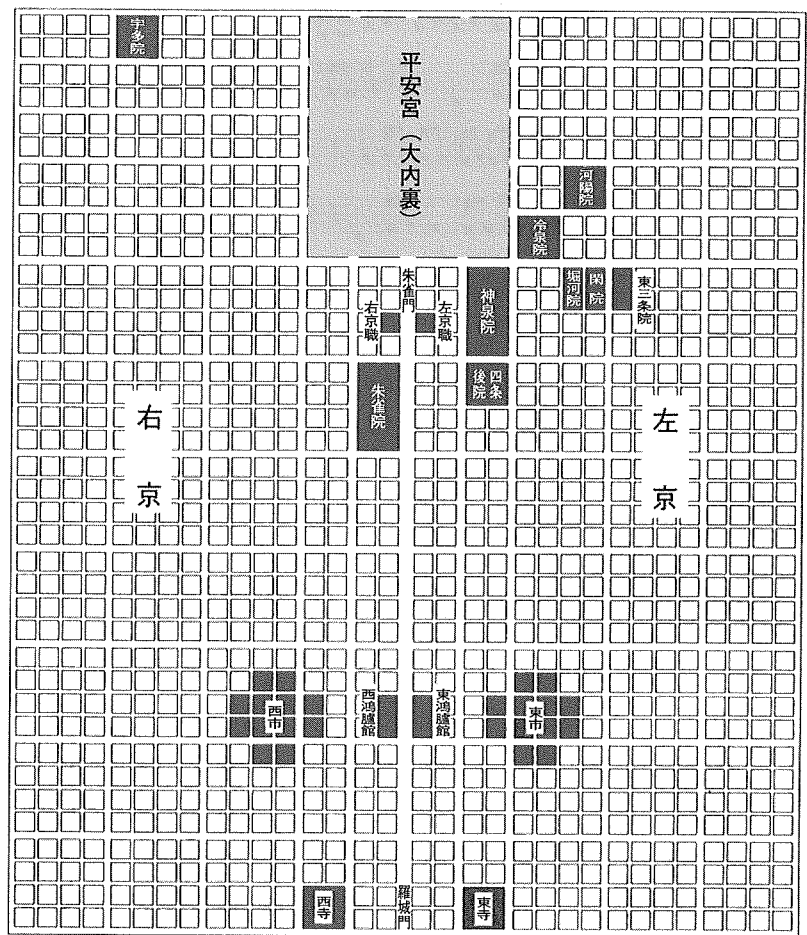 宇多院
平安宮（大内裏）
河陽院
冷泉院
朱雀門
右京職
左京職
神泉院
堀河院
閑院
東三条院
朱雀院
四条
後院
右京
左京
西市
西鴻臚館
東鴻臚館
東市
西寺
羅城門
東寺